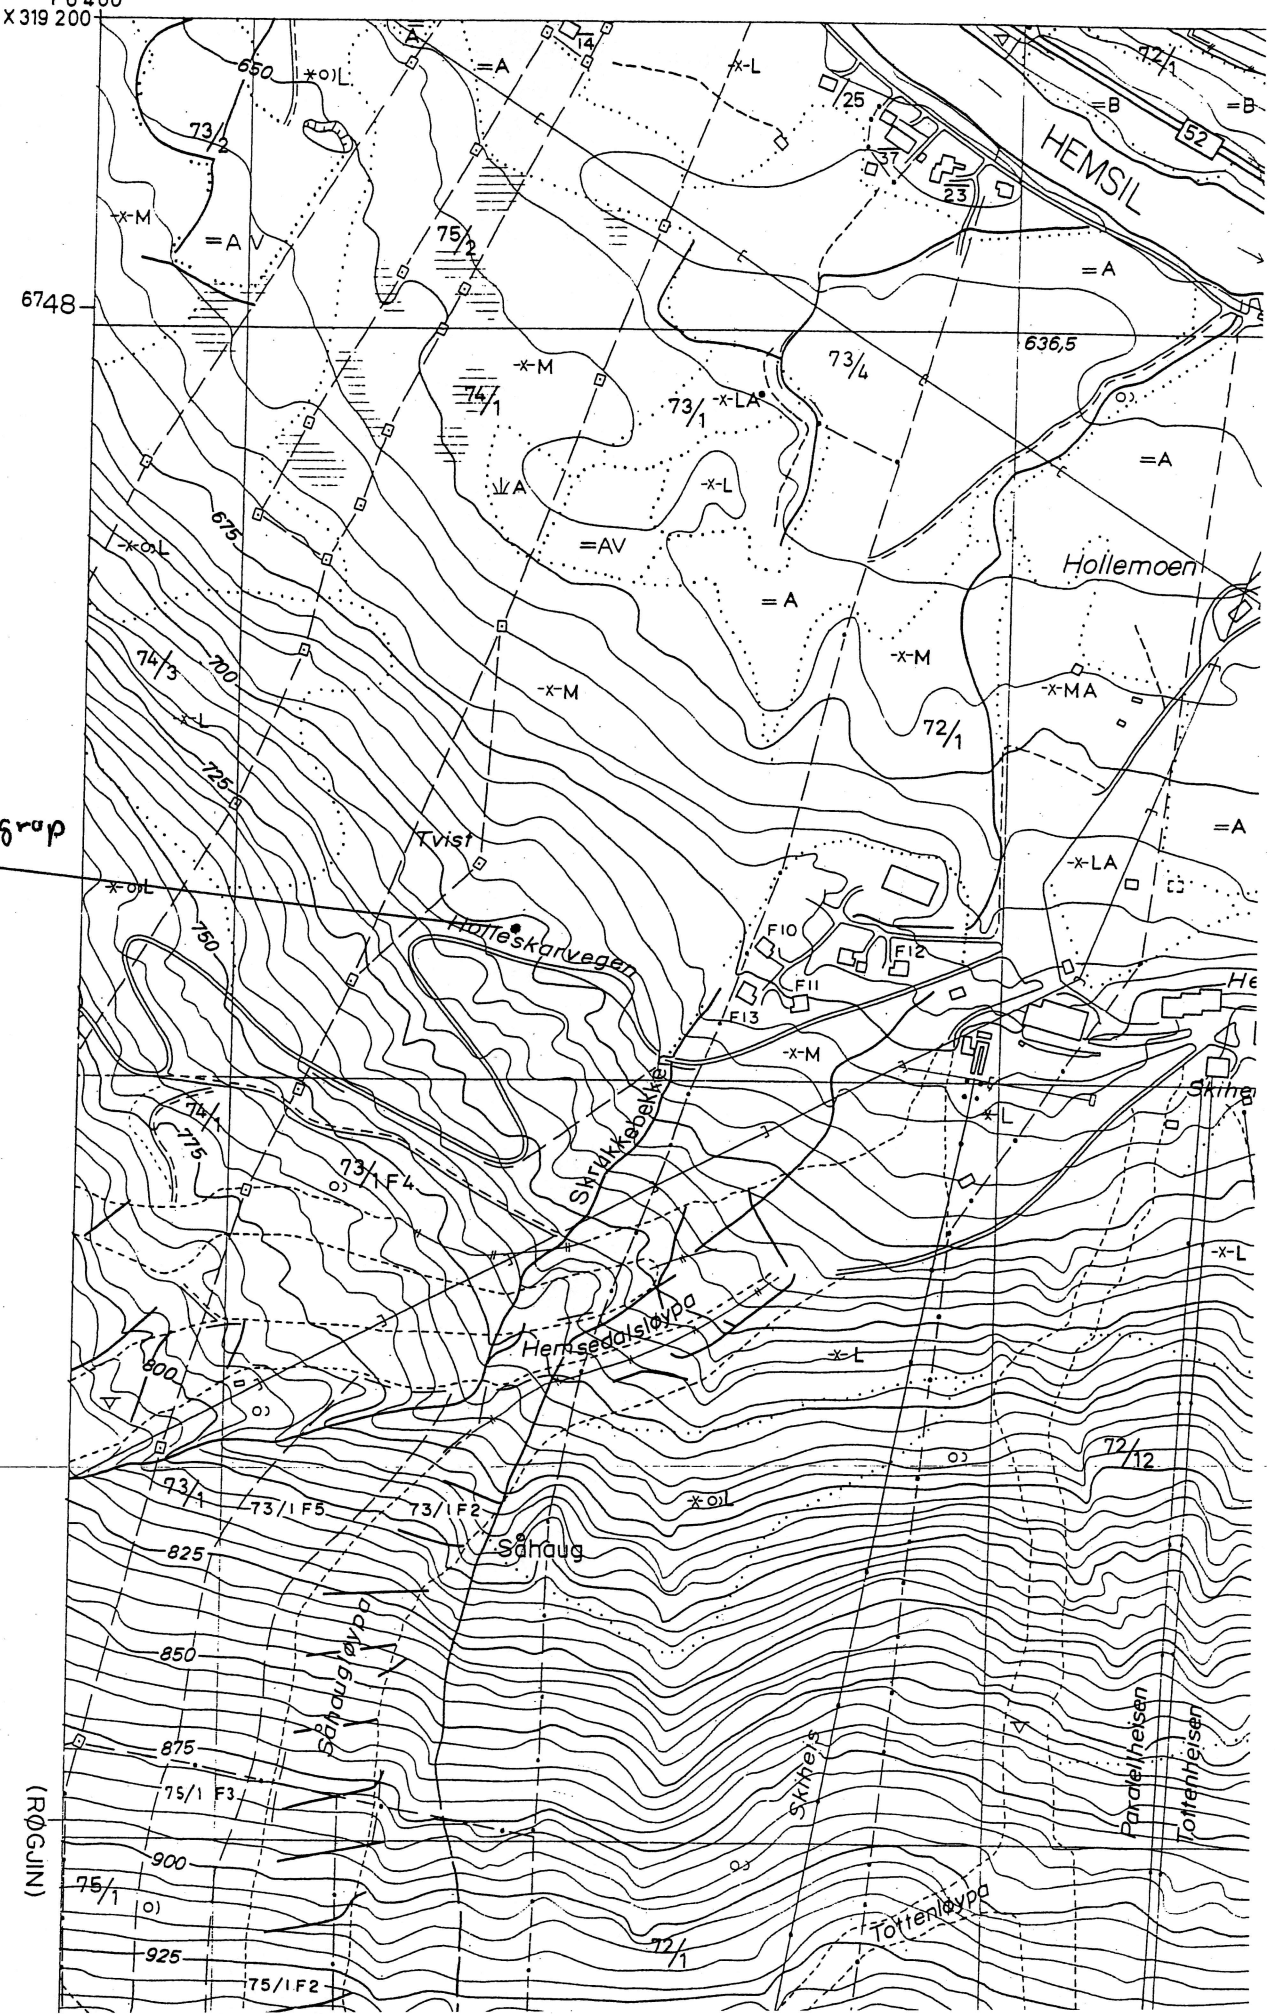 X 319 200
14
A
=A
-x-L
72/1
650
*o)L
25
=B
=B
52
73/2
37
HEMSIL
23
-x-M
=A V
75/2
=A
6748
636,5
-x-M
73/4
74/1
73/1
-x-LA
o)
=A
A
-x-L
675
=AV
-x-o)L
Hollemoen
=A
74/3
700
-x-M
-x-M
-x-MA
-x-L
72/1
725
Tvist
=A
-x-LA
-x-o)L
750
Holleskarvegen
F10
F12
F11
F13
He
-x-M
Skihe
Skrukkebekke
74/1
775
73/1 F4
o)
L
-x-L
Hemsedalsløypa
-x-L
800
o)
o)
72/12
73/1
73/1 F5
73/1 F2
-x-o)L
825
Såhaug
Såhaugløypa
850
875
75/1 F3
Skiheis
Paralellheisen
Tottenheisen
(RØGJIN)
900
75/1
o)
o)
Tottenløypa
925
72/1
75/1 F2